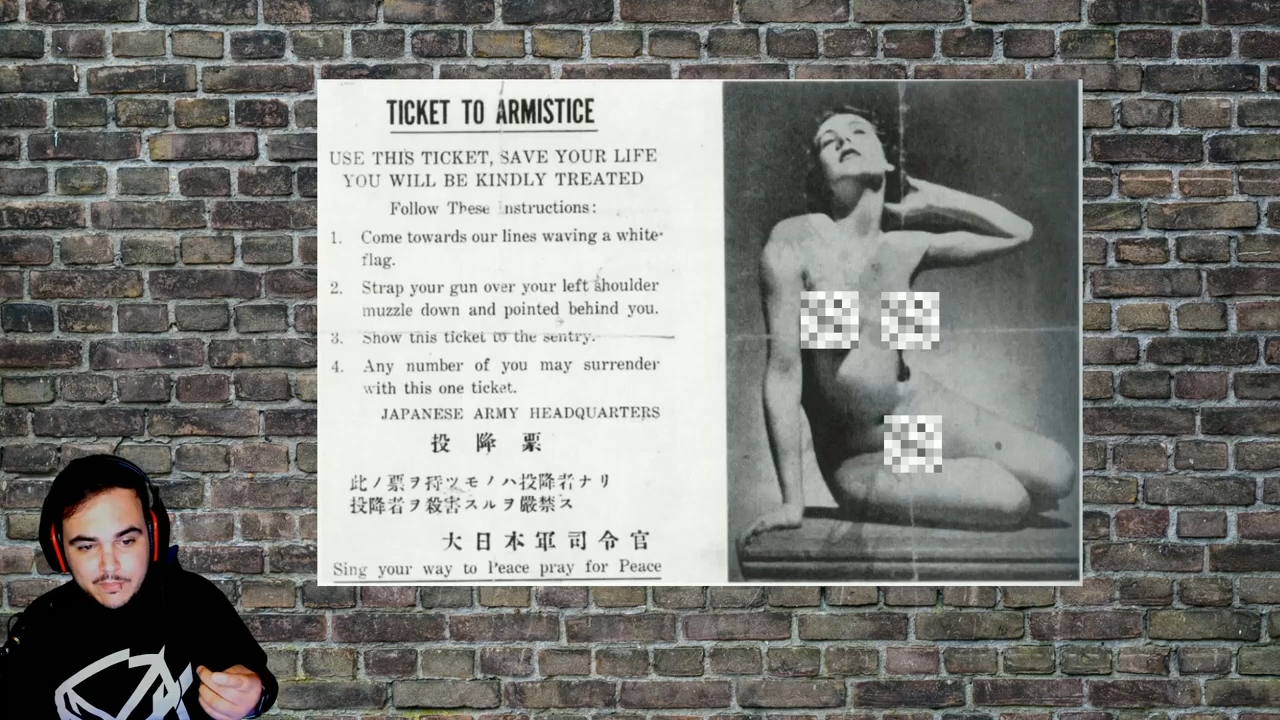 TICKET TO ARMISTICE
USE THIS TICKET, SAVE YOUR LIFE
YOU WILL BE KINDLY TREATED
Follow These Instructions:
1. Come towards our lines waving a white
flag.
2. Strap your gun over your left shoulder
muzzle down and pointed behind you.
3. Show this ticket to the sentry.
4. Any number of you may surrender
with this one ticket.
JAPANESE ARMY HEADQUARTERS
投降票
此ノ票ヲ持ツモノハ投降者ナリ
投降者ヲ殺害スルヲ嚴禁ス
大日本軍司令官
Sing your way to Peace pray for Peace